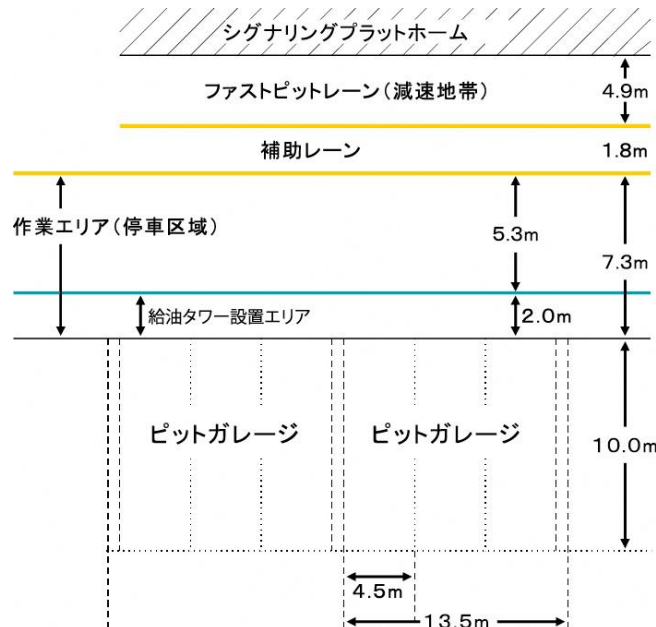 シグナリングプラットホーム
ファストピットレーン（減速地帯）
4.9m
補助レーン
1.8m
作業エリア（停車区域）
5.3m
7.3m
給油タワー設置エリア
2.0m
ピットガレージ
ピットガレージ
10.0m
4.5m
13.5m